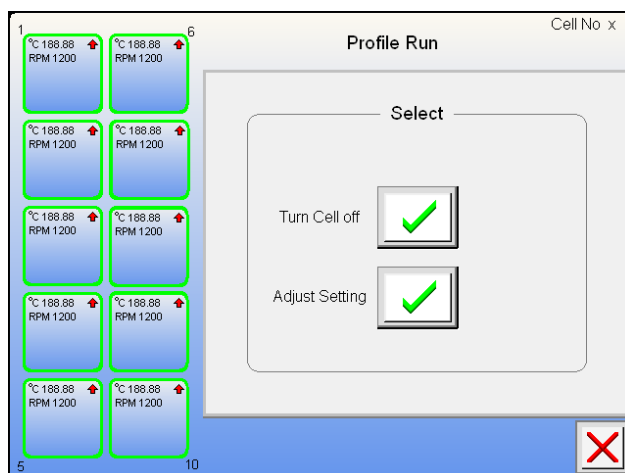 Cell No x
Profile Run
1
6
°C 188.88
RPM 1200
°C 188.88
RPM 1200
°C 188.88
RPM 1200
°C 188.88
RPM 1200
°C 188.88
RPM 1200
°C 188.88
RPM 1200
°C 188.88
RPM 1200
°C 188.88
RPM 1200
°C 188.88
RPM 1200
°C 188.88
RPM 1200
5
10
Select
Turn Cell off
Adjust Setting